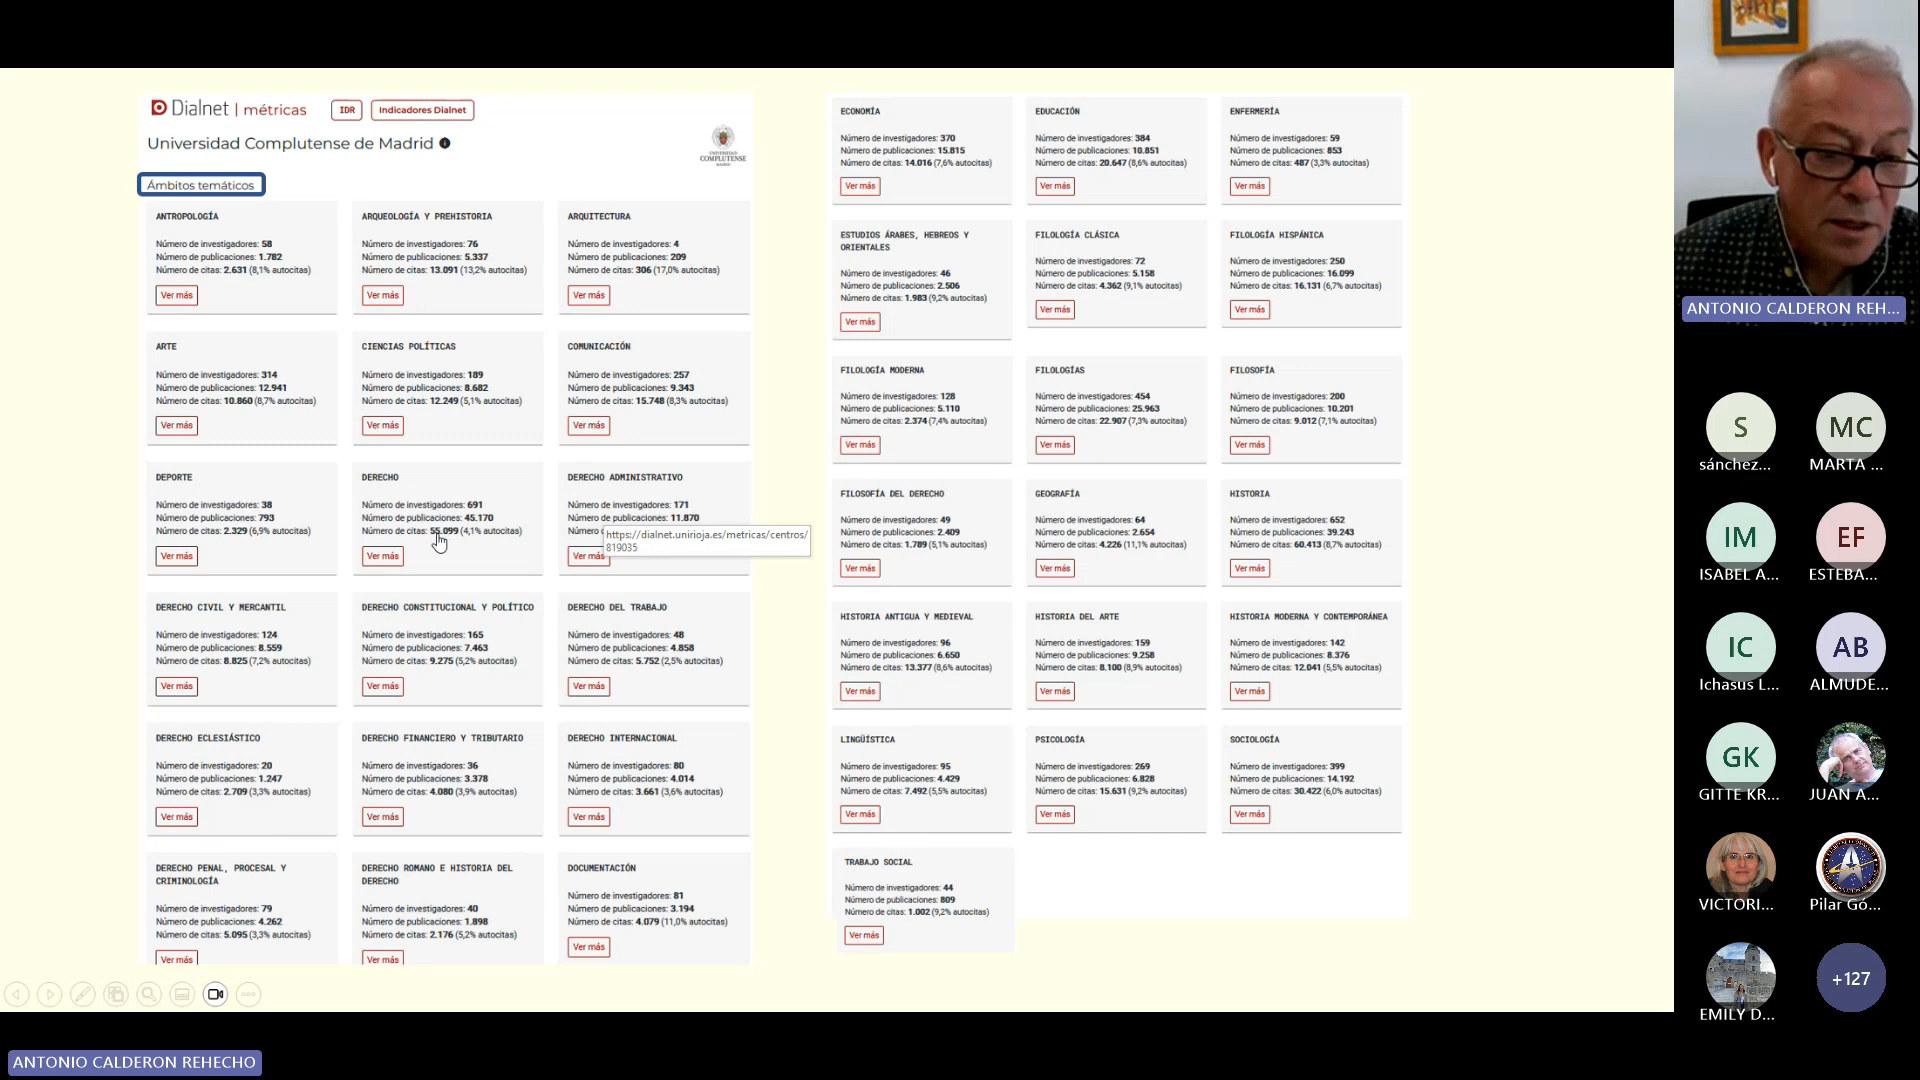 Dialnet | métricas
IDR
Indicadores Dialnet
Universidad Complutense de Madrid
UNIVERSIDAD
COMPLUTENSE
MADRID
Ámbitos temáticos
ANTROPOLOGÍA
Número de investigadores: 58
Número de publicaciones: 1.782
Número de citas: 2.631 (8,1% autocitas)
Ver más
ARQUEOLOGÍA Y PREHISTORIA
Número de investigadores: 76
Número de publicaciones: 5.337
Número de citas: 13.091 (13,2% autocitas)
Ver más
ARQUITECTURA
Número de investigadores: 4
Número de publicaciones: 209
Número de citas: 306 (17,0% autocitas)
Ver más
ARTE
Número de investigadores: 314
Número de publicaciones: 12.941
Número de citas: 10.860 (8,7% autocitas)
Ver más
CIENCIAS POLÍTICAS
Número de investigadores: 189
Número de publicaciones: 8.682
Número de citas: 12.249 (5,1% autocitas)
Ver más
COMUNICACIÓN
Número de investigadores: 257
Número de publicaciones: 9.343
Número de citas: 15.748 (8,3% autocitas)
Ver más
DEPORTE
Número de investigadores: 38
Número de publicaciones: 793
Número de citas: 2.329 (6,9% autocitas)
Ver más
DERECHO
Número de investigadores: 691
Número de publicaciones: 45.170
Número de citas: 55.099 (4,1% autocitas)
Ver más
DERECHO ADMINISTRATIVO
Número de investigadores: 171
Número de publicaciones: 11.870
Número
https://dialnet.unirioja.es/metricas/centros/
819035
Ver más
DERECHO CIVIL Y MERCANTIL
Número de investigadores: 124
Número de publicaciones: 8.559
Número de citas: 8.825 (7,2% autocitas)
Ver más
DERECHO CONSTITUCIONAL Y POLÍTICO
Número de investigadores: 165
Número de publicaciones: 7.463
Número de citas: 9.275 (5,2% autocitas)
Ver más
DERECHO DEL TRABAJO
Número de investigadores: 48
Número de publicaciones: 4.858
Número de citas: 5.752 (2,5% autocitas)
Ver más
DERECHO ECLESIÁSTICO
Número de investigadores: 20
Número de publicaciones: 1.247
Número de citas: 2.709 (3,3% autocitas)
Ver más
DERECHO FINANCIERO Y TRIBUTARIO
Número de investigadores: 36
Número de publicaciones: 3.378
Número de citas: 4.080 (3,9% autocitas)
Ver más
DERECHO INTERNACIONAL
Número de investigadores: 80
Número de publicaciones: 4.014
Número de citas: 3.661 (3,6% autocitas)
Ver más
DERECHO PENAL, PROCESAL Y
CRIMINOLOGÍA
Número de investigadores: 79
Número de publicaciones: 4.262
Número de citas: 5.095 (3,3% autocitas)
Ver más
DERECHO ROMANO E HISTORIA DEL
DERECHO
Número de investigadores: 40
Número de publicaciones: 1.898
Número de citas: 2.176 (5,2% autocitas)
Ver más
DOCUMENTACIÓN
Número de investigadores: 81
Número de publicaciones: 3.194
Número de citas: 4.079 (11,0% autocitas)
Ver más
ECONOMÍA
Número de investigadores: 370
Número de publicaciones: 15.815
Número de citas: 14.016 (7,6% autocitas)
Ver más
EDUCACIÓN
Número de investigadores: 384
Número de publicaciones: 10.851
Número de citas: 20.647 (8,6% autocitas)
Ver más
ENFERMERÍA
Número de investigadores: 59
Número de publicaciones: 853
Número de citas: 487 (3,3% autocitas)
Ver más
ESTUDIOS ÁRABES, HEBREOS Y
ORIENTALES
Número de investigadores: 46
Número de publicaciones: 2.506
Número de citas: 1.983 (9,2% autocitas)
Ver más
FILOLOGÍA CLÁSICA
Número de investigadores: 72
Número de publicaciones: 5.158
Número de citas: 4.362 (9,1% autocitas)
Ver más
FILOLOGÍA HISPÁNICA
Número de investigadores: 250
Número de publicaciones: 16.099
Número de citas: 16.131 (6,7% autocitas)
Ver más
FILOLOGÍA MODERNA
Número de investigadores: 128
Número de publicaciones: 5.110
Número de citas: 2.374 (7,4% autocitas)
Ver más
FILOLOGÍAS
Número de investigadores: 454
Número de publicaciones: 25.963
Número de citas: 22.907 (7,3% autocitas)
Ver más
FILOSOFÍA
Número de investigadores: 200
Número de publicaciones: 10.201
Número de citas: 9.012 (7,1% autocitas)
Ver más
FILOSOFÍA DEL DERECHO
Número de investigadores: 49
Número de publicaciones: 2.409
Número de citas: 1.789 (5,1% autocitas)
Ver más
GEOGRAFÍA
Número de investigadores: 64
Número de publicaciones: 2.654
Número de citas: 4.226 (11,1% autocitas)
Ver más
HISTORIA
Número de investigadores: 652
Número de publicaciones: 39.243
Número de citas: 60.413 (8,7% autocitas)
Ver más
HISTORIA ANTIGUA Y MEDIEVAL
Número de investigadores: 96
Número de publicaciones: 6.650
Número de citas: 13.377 (8,6% autocitas)
Ver más
HISTORIA DEL ARTE
Número de investigadores: 159
Número de publicaciones: 9.258
Número de citas: 8.100 (8,9% autocitas)
Ver más
HISTORIA MODERNA Y CONTEMPORÁNEA
Número de investigadores: 142
Número de publicaciones: 8.376
Número de citas: 12.041 (5,5% autocitas)
Ver más
LINGÜÍSTICA
Número de investigadores: 95
Número de publicaciones: 4.429
Número de citas: 7.492 (5,5% autocitas)
Ver más
PSICOLOGÍA
Número de investigadores: 269
Número de publicaciones: 6.828
Número de citas: 15.631 (9,2% autocitas)
Ver más
SOCIOLOGÍA
Número de investigadores: 399
Número de publicaciones: 14.192
Número de citas: 30.422 (6,0% autocitas)
Ver más
TRABAJO SOCIAL
Número de investigadores: 44
Número de publicaciones: 809
Número de citas: 1.002 (9,2% autocitas)
Ver más
ANTONIO CALDERON REH...
S
sánchez...
MC
MARTA ...
IM
ISABEL A...
EF
ESTEBA...
IC
Ichasus L...
AB
ALMUDE...
GK
GITTE KR...
JUAN A...
VICTORI...
Pilar Gó...
EMILY D...
+127
ANTONIO CALDERON REHECHO